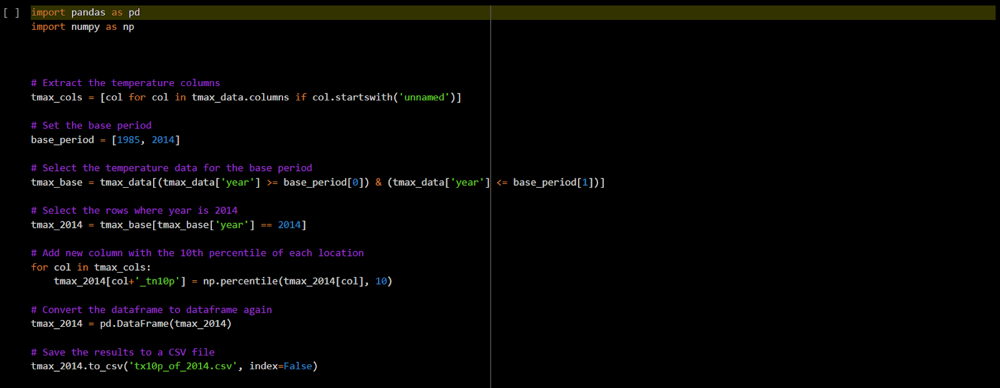 [ ] import pandas as pd
import numpy as np
# Extract the temperature columns
tmax_cols = [col for col in tmax_data.columns if col.startswith('unnamed')]
# Set the base period
base_period = [1985, 2014]
# Select the temperature data for the base period
tmax_base = tmax_data[(tmax_data['year'] >= base_period[0]) & (tmax_data['year'] <= base_period[1])]
# Select the rows where year is 2014
tmax_2014 = tmax_base[tmax_base['year'] == 2014]
# Add new column with the 10th percentile of each location
for col in tmax_cols:
    tmax_2014[col+'_tn10p'] = np.percentile(tmax_2014[col], 10)
# Convert the dataframe to dataframe again
tmax_2014 = pd.DataFrame(tmax_2014)
# Save the results to a CSV file
tmax_2014.to_csv('tx10p_of_2014.csv', index=False)